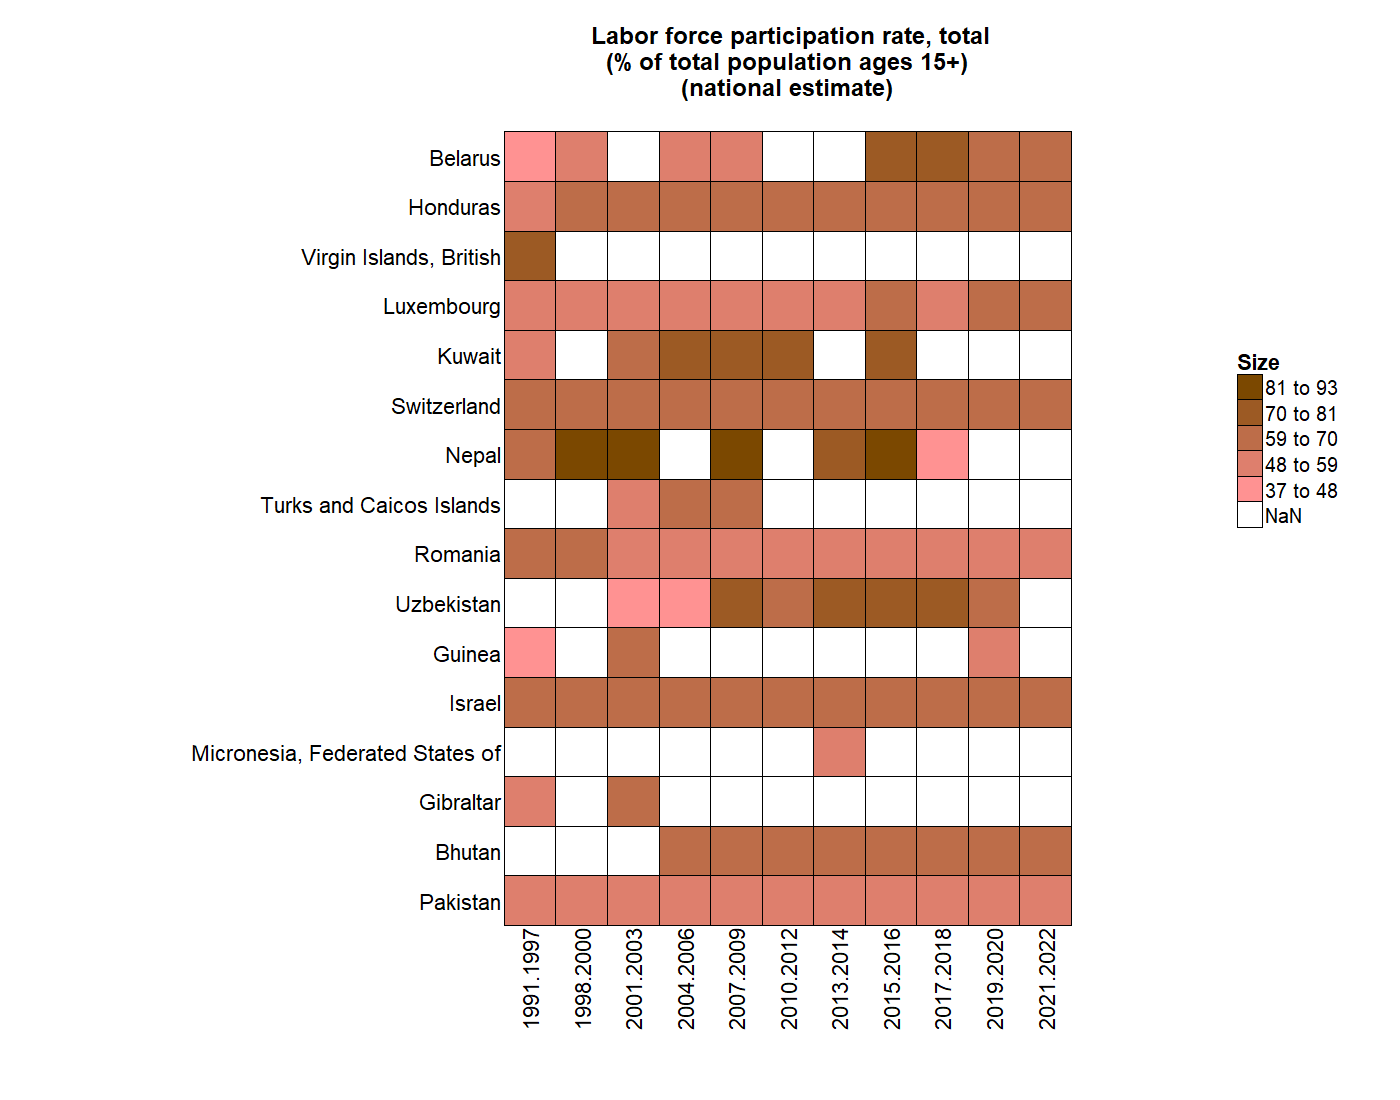 Labor force participation rate, total
(% of total population ages 15+)
(national estimate)
Belarus
Honduras
Virgin Islands, British
Luxembourg
Kuwait
Switzerland
Nepal
Turks and Caicos Islands
Romania
Uzbekistan
Guinea
Israel
Micronesia, Federated States of
Gibraltar
Bhutan
Pakistan
1991.1997
1998.2000
2001.2003
2004.2006
2007.2009
2010.2012
2013.2014
2015.2016
2017.2018
2019.2020
2021.2022
Size
81 to 93
70 to 81
59 to 70
48 to 59
37 to 48
NaN